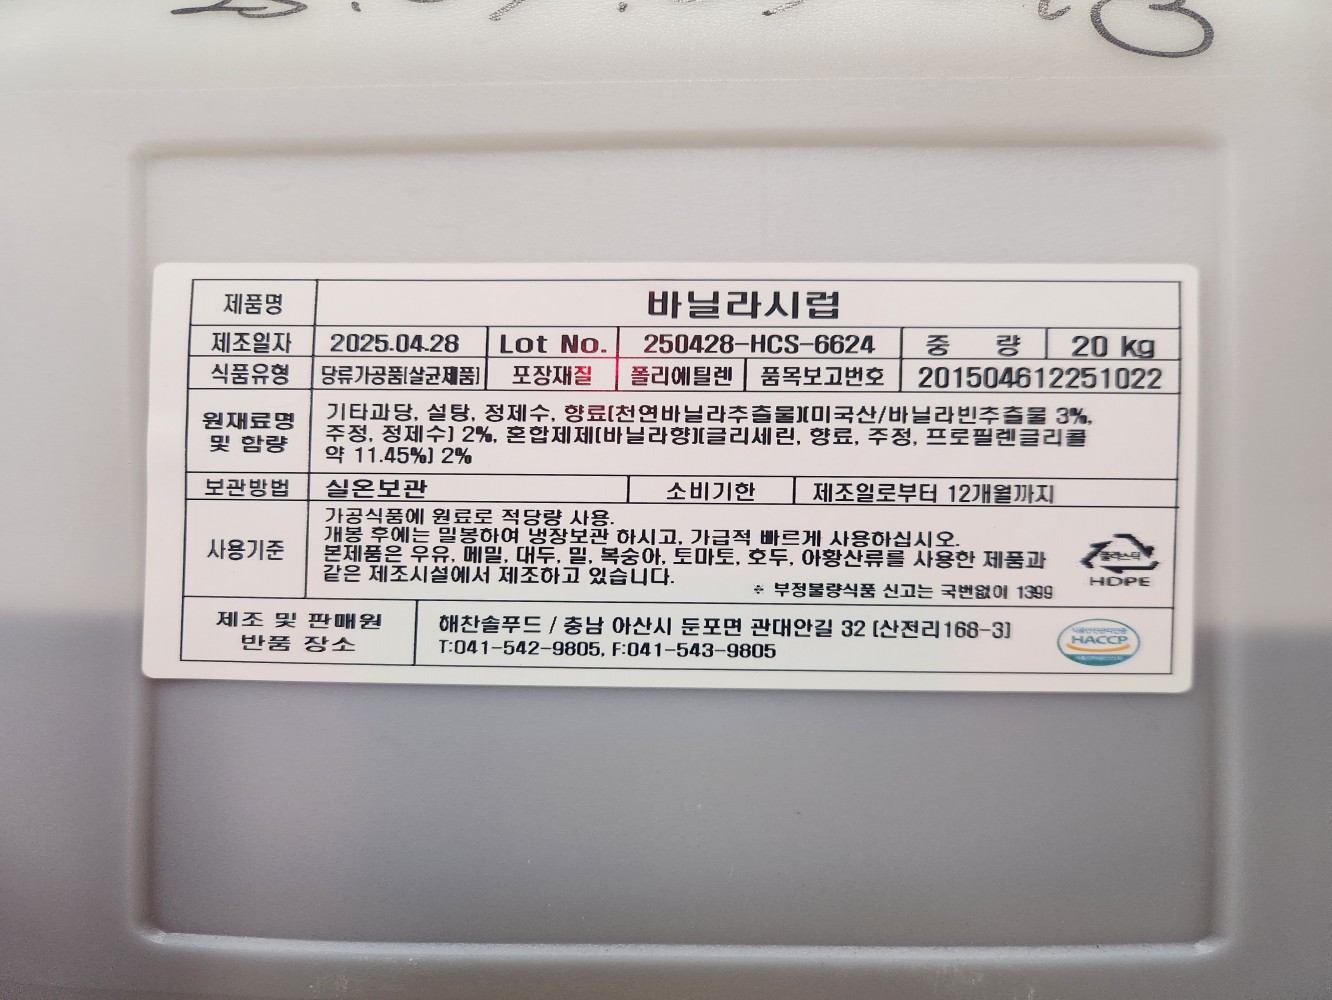 제품명 바닐라시럽
제조일자 2025.04.28 Lot No. 250428-HCS-6624 중 량 20 kg
식품유형 당류가공품[살균제품] 포장재질 폴리에틸렌 품목보고번호 201504612251022
원재료명 및 함량
기타과당, 설탕, 정제수, 향료[천연바닐라추출물](미국산/바닐라빈추출물 3%,
주정, 정제수] 2%, 혼합제제[바닐라향](글리세린, 향료, 주정, 프로필렌글리콜
약 11.45%] 2%
보관방법 실온보관 소비기한 제조일로부터 12개월까지
사용기준
가공식품에 원료로 적당량 사용.
개봉 후에는 밀봉하여 냉장보관 하시고, 가급적 빠르게 사용하십시오.
본제품은 우유, 메밀, 대두, 밀, 복숭아, 토마토, 호두, 아황산류를 사용한 제품과
같은 제조시설에서 제조하고 있습니다.
※ 부정불량식품 신고는 국번없이 1399
플라스틱
HDPE
제조 및 판매원
반품 장소
해찬솔푸드 / 충남 아산시 둔포면 관대안길 32 [산전리168-3]
T:041-542-9805, F:041-543-9805
HACCP